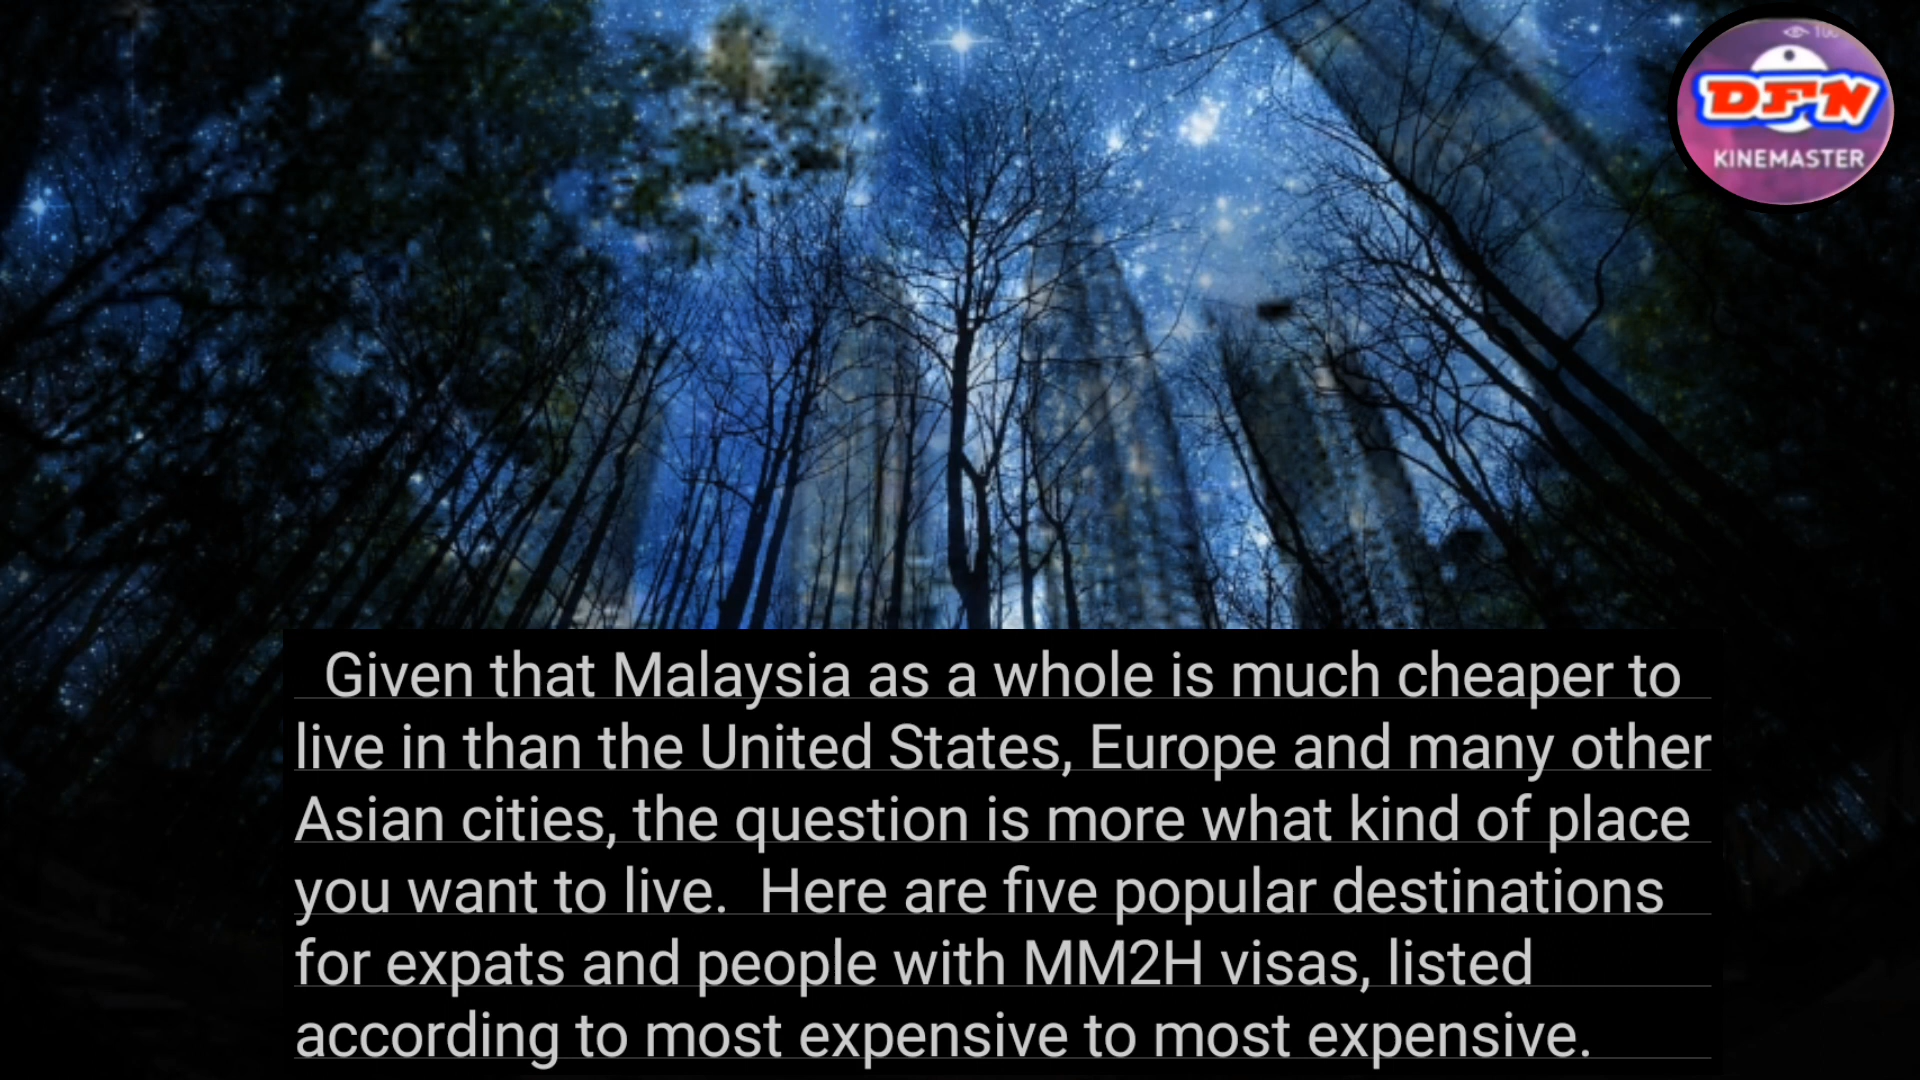 100
DFN
KINEMASTER
Given that Malaysia as a whole is much cheaper to
live in than the United States, Europe and many other
Asian cities, the question is more what kind of place
you want to live.  Here are five popular destinations
for expats and people with MM2H visas, listed
according to most expensive to most expensive.